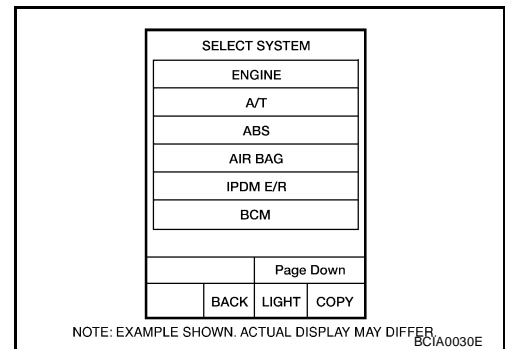 SELECT SYSTEM
ENGINE
A/T
ABS
AIR BAG
IPDM E/R
BCM
Page Down
BACK LIGHT COPY
NOTE: EXAMPLE SHOWN. ACTUAL DISPLAY MAY DIFFER.
BCIA0030E